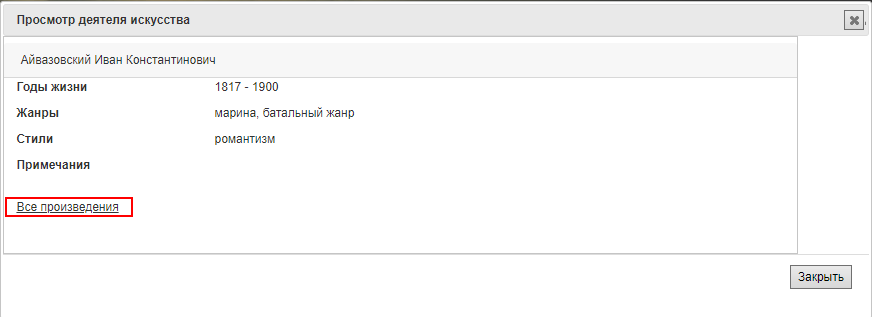 Просмотр деятеля искусства
Айвазовский Иван Константинович
Годы жизни 1817 - 1900
Жанры марина, батальный жанр
Стили романтизм
Примечания
Все произведения
Закрыть